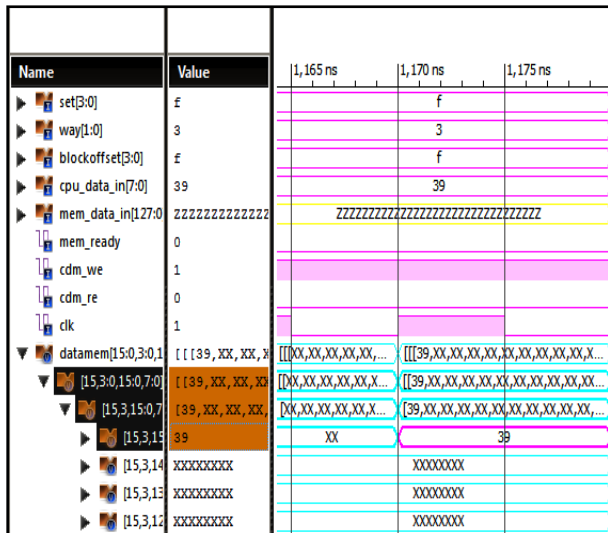 Name Value 1,165 ns 1,170 ns 1,175 ns
set[3:0] f f
way[1:0] 3 3
blockoffset[3:0] f f
cpu_data_in[7:0] 39 39
mem_data_in[127:0 ZZZZZZZZZZZZZ ZZZZZZZZZZZZZZZZZZZZZZZZZZZZZZZZ
mem_ready 0
cdm_we 1
cdm_re 0
clk 1
datamem[15:0,3:0,1 [[[39,XX,XX,X [[[XX,XX,XX,XX,XX,... [[[39,XX,XX,XX,XX,XX,XX,XX,XX,X...
[15,3:0,15:0,7:0] [[39,XX,XX,XX [[XX,XX,XX,XX,XX,X... [[39,XX,XX,XX,XX,XX,XX,XX,XX,XX,...
[15,3,15:0,7 [39,XX,XX,XX, [XX,XX,XX,XX,XX,X... [39,XX,XX,XX,XX,XX,XX,XX,XX,XX,...
[15,3,15 39 XX 39
[15,3,14 XXXXXXXX XXXXXXXX
[15,3,13 XXXXXXXX XXXXXXXX
[15,3,12 XXXXXXXX XXXXXXXX